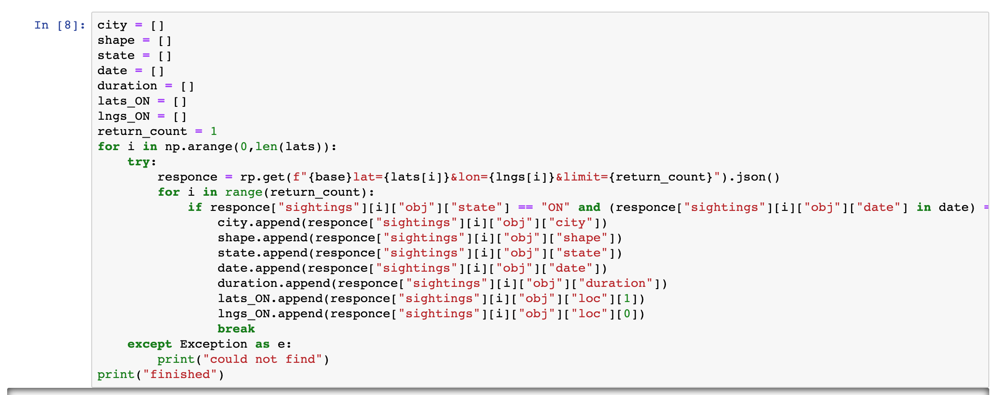 In [8]:
city = []
shape = []
state = []
date = []
duration = []
lats_ON = []
lngs_ON = []
return_count = 1
for i in np.arange(0,len(lats)):
    try:
        responce = rp.get(f"{base}lat={lats[i]}&lon={lngs[i]}&limit={return_count}").json()
        for i in range(return_count):
            if responce["sightings"][i]["obj"]["state"] == "ON" and (responce["sightings"][i]["obj"]["date"] in date) =
                city.append(responce["sightings"][i]["obj"]["city"])
                shape.append(responce["sightings"][i]["obj"]["shape"])
                state.append(responce["sightings"][i]["obj"]["state"])
                date.append(responce["sightings"][i]["obj"]["date"])
                duration.append(responce["sightings"][i]["obj"]["duration"])
                lats_ON.append(responce["sightings"][i]["obj"]["loc"][1])
                lngs_ON.append(responce["sightings"][i]["obj"]["loc"][0])
                break
    except Exception as e:
        print("could not find")
print("finished")